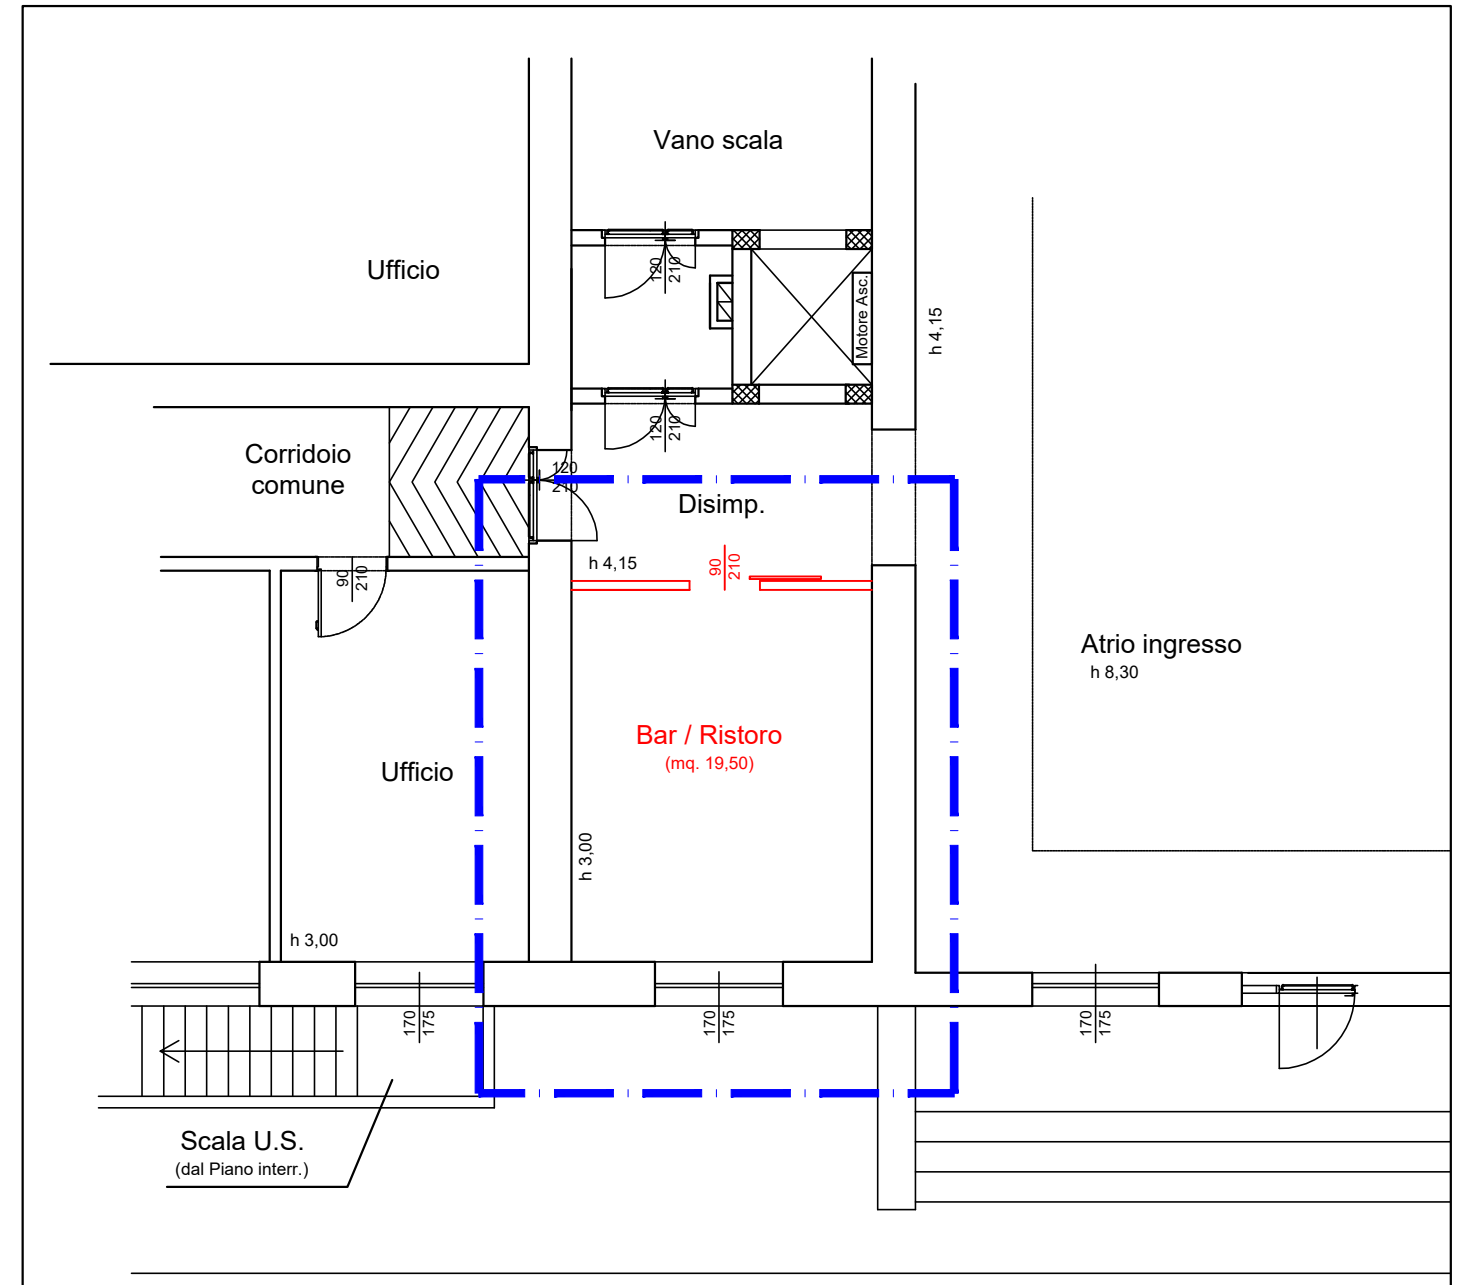 Vano scala
Ufficio
120
210
Motore Asc.
h 4,15
120
210
Corridoio
comune
120
210
Disimp.
h 4,15
90
210
90
210
Atrio ingresso
h 8,30
Bar / Ristoro
(mq. 19,50)
Ufficio
h 3,00
h 3,00
170
175
170
175
170
175
Scala U.S.
(dal Piano interr.)